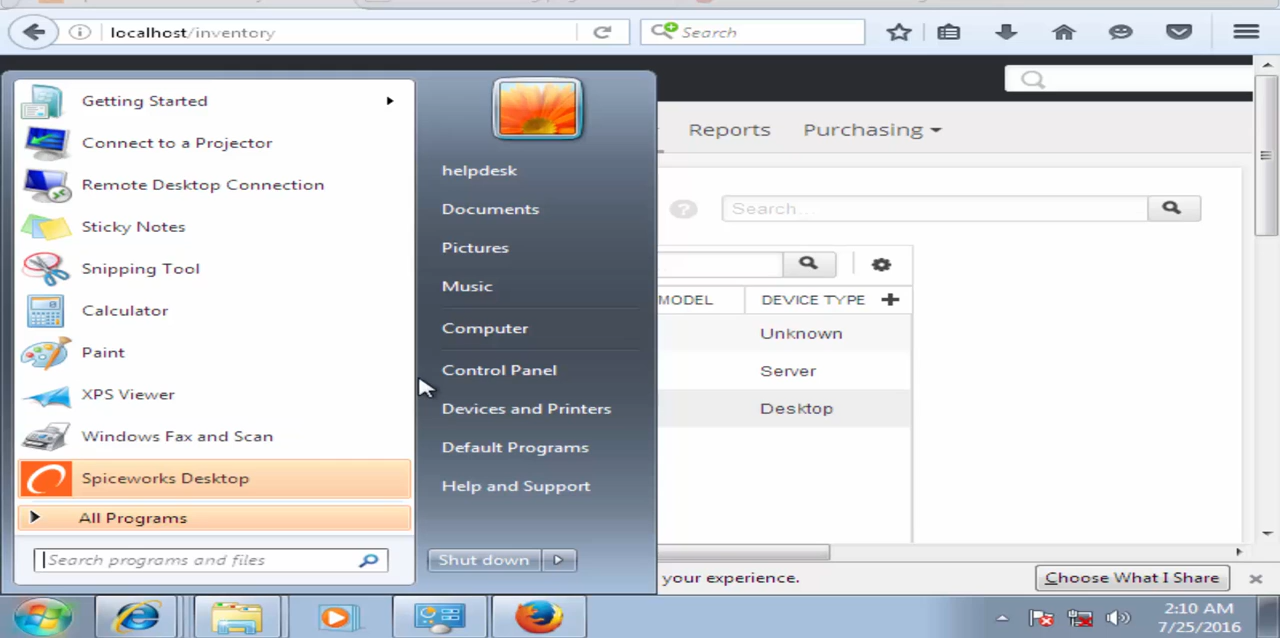 localhost/inventory
Search
Getting Started
Connect to a Projector
Remote Desktop Connection
Sticky Notes
Snipping Tool
Calculator
Paint
XPS Viewer
Windows Fax and Scan
Spiceworks Desktop
All Programs
Search programs and files
helpdesk
Documents
Pictures
Music
Computer
Control Panel
Devices and Printers
Default Programs
Help and Support
Shut down
Reports Purchasing
Search...
MODEL DEVICE TYPE
Unknown
Server
Desktop
your experience.
Choose What I Share
2:10 AM
7/25/2016